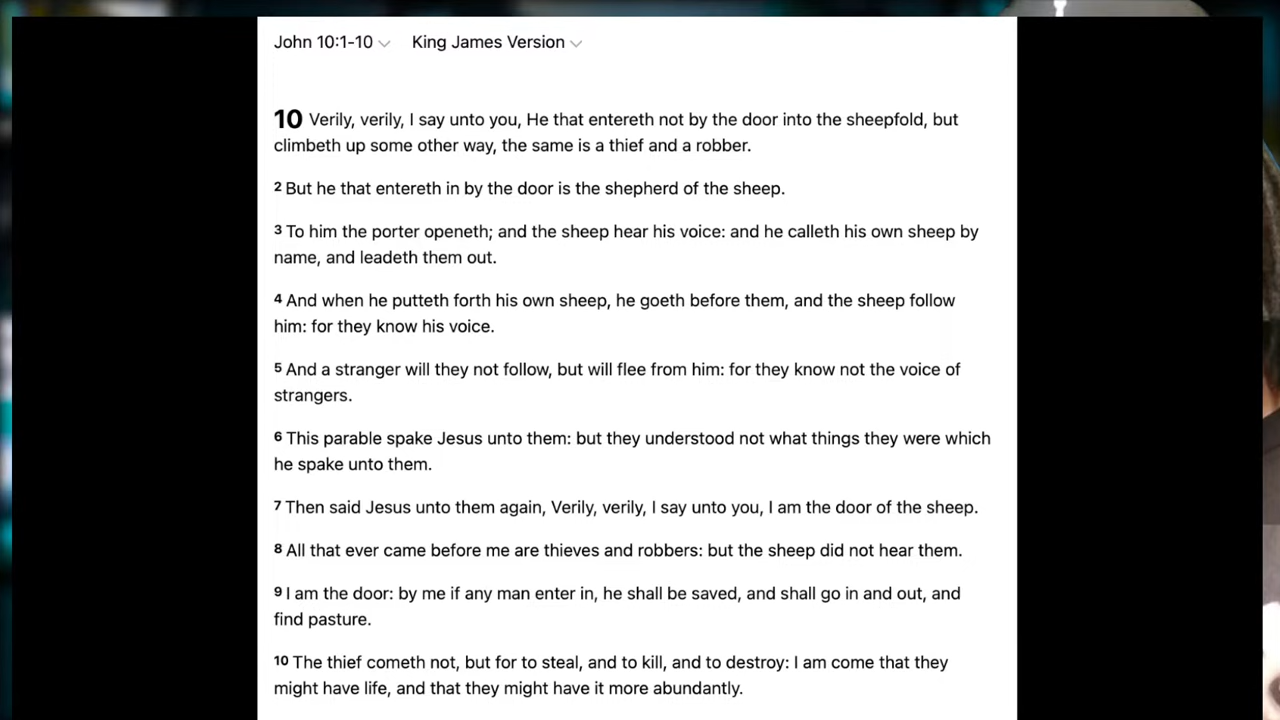 John 10:1-10 King James Version
10 Verily, verily, I say unto you, He that entereth not by the door into the sheepfold, but
climbeth up some other way, the same is a thief and a robber.
2 But he that entereth in by the door is the shepherd of the sheep.
3 To him the porter openeth; and the sheep hear his voice: and he calleth his own sheep by
name, and leadeth them out.
4 And when he putteth forth his own sheep, he goeth before them, and the sheep follow
him: for they know his voice.
5 And a stranger will they not follow, but will flee from him: for they know not the voice of
strangers.
6 This parable spake Jesus unto them: but they understood not what things they were which
he spake unto them.
7 Then said Jesus unto them again, Verily, verily, I say unto you, I am the door of the sheep.
8 All that ever came before me are thieves and robbers: but the sheep did not hear them.
9 I am the door: by me if any man enter in, he shall be saved, and shall go in and out, and
find pasture.
10 The thief cometh not, but for to steal, and to kill, and to destroy: I am come that they
might have life, and that they might have it more abundantly.